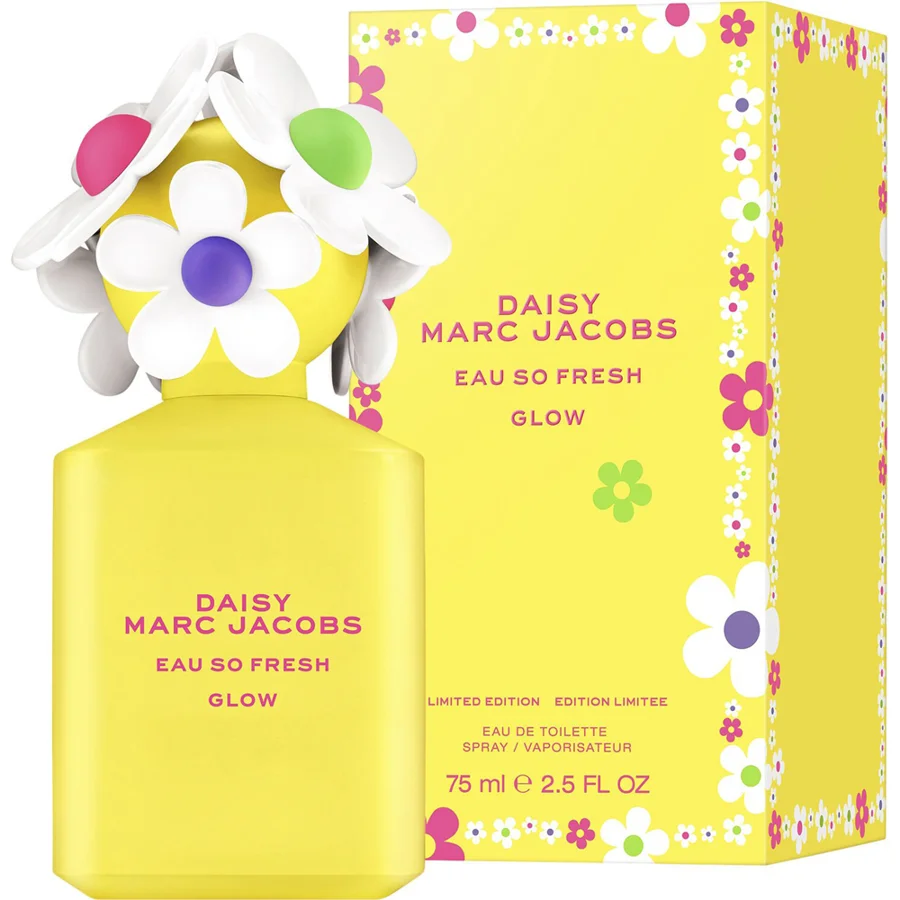 DAISY
MARC JACOBS
EAU SO FRESH
GLOW
DAISY
MARC JACOBS
EAU SO FRESH
GLOW
LIMITED EDITION EDITION LIMITEE
EAU DE TOILETTE
SPRAY / VAPORISATEUR
75 ml ℮ 2.5 FL OZ